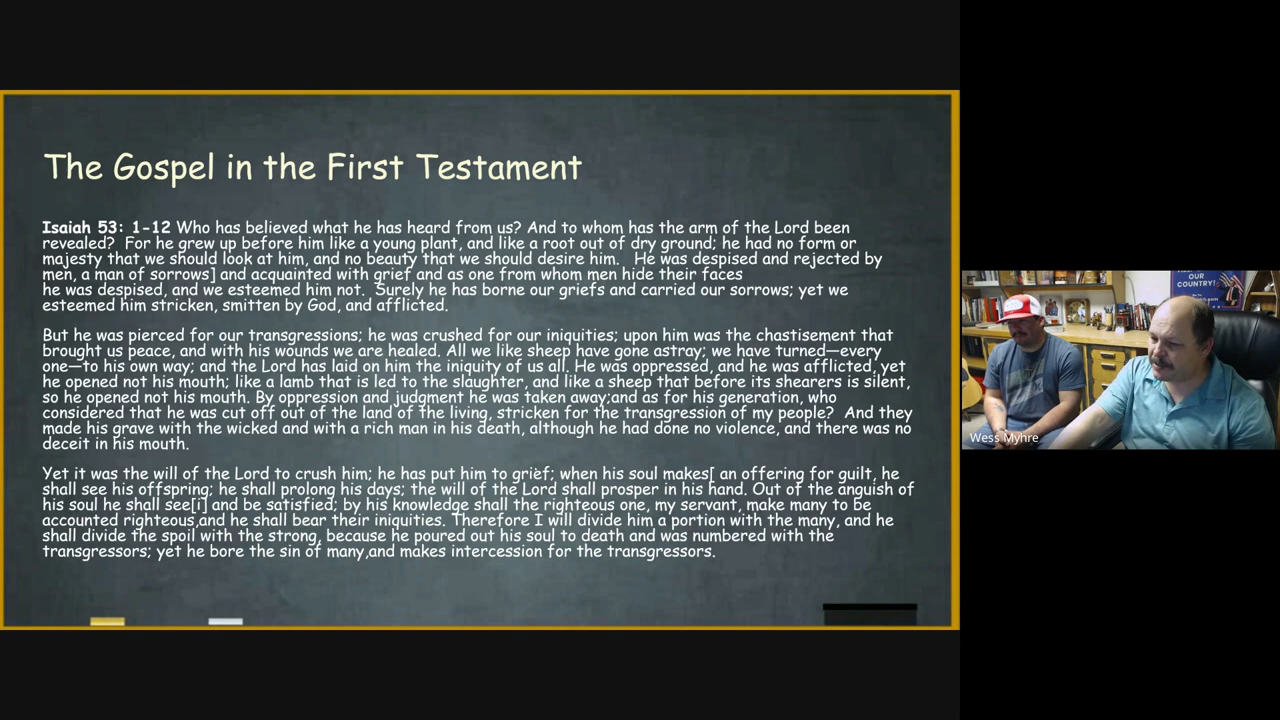 The Gospel in the First Testament
Isaiah 53: 1-12 Who has believed what he has heard from us? And to whom has the arm of the Lord been
revealed?  For he grew up before him like a young plant, and like a root out of dry ground; he had no form or
majesty that we should look at him, and no beauty that we should desire him.   He was despised and rejected by
men, a man of sorrows] and acquainted with grief and as one from whom men hide their faces
he was despised, and we esteemed him not.  Surely he has borne our griefs and carried our sorrows; yet we
esteemed him stricken, smitten by God, and afflicted.
But he was pierced for our transgressions; he was crushed for our iniquities; upon him was the chastisement that
brought us peace, and with his wounds we are healed. All we like sheep have gone astray; we have turned—every
one—to his own way; and the Lord has laid on him the iniquity of us all. He was oppressed, and he was afflicted, yet
he opened not his mouth; like a lamb that is led to the slaughter, and like a sheep that before its shearers is silent,
so he opened not his mouth. By oppression and judgment he was taken away;and as for his generation, who
considered that he was cut off out of the land of the living, stricken for the transgression of my people?  And they
made his grave with the wicked and with a rich man in his death, although he had done no violence, and there was no
deceit in his mouth.
Yet it was the will of the Lord to crush him; he has put him to grief; when his soul makes[ an offering for guilt, he
shall see his offspring; he shall prolong his days; the will of the Lord shall prosper in his hand. Out of the anguish of
his soul he shall see[i] and be satisfied; by his knowledge shall the righteous one, my servant, make many to be
accounted righteous,and he shall bear their iniquities. Therefore I will divide him a portion with the many, and he
shall divide the spoil with the strong, because he poured out his soul to death and was numbered with the
transgressors; yet he bore the sin of many,and makes intercession for the transgressors.
OUR
COUNTRY!
Wess Myhre